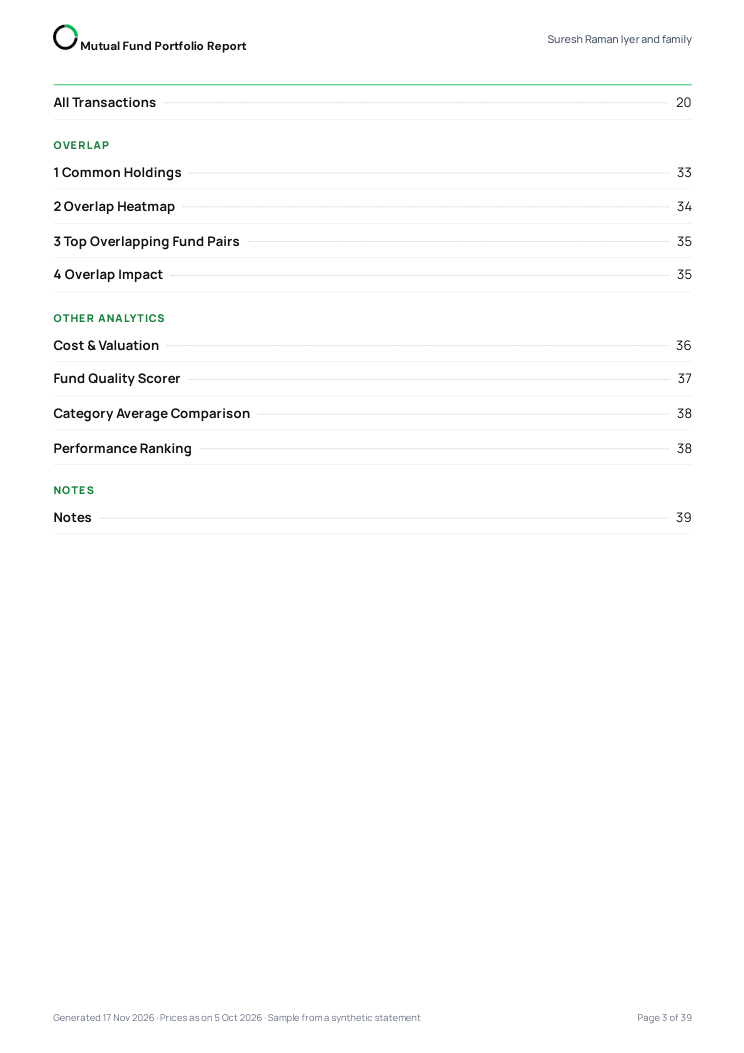 Mutual Fund Portfolio Report
Suresh Raman Iyer and family
All Transactions 20
OVERLAP
1 Common Holdings 33
2 Overlap Heatmap 34
3 Top Overlapping Fund Pairs 35
4 Overlap Impact 35
OTHER ANALYTICS
Cost & Valuation 36
Fund Quality Scorer 37
Category Average Comparison 38
Performance Ranking 38
NOTES
Notes 39
Generated 17 Nov 2026 · Prices as on 5 Oct 2026 · Sample from a synthetic statement
Page 3 of 39